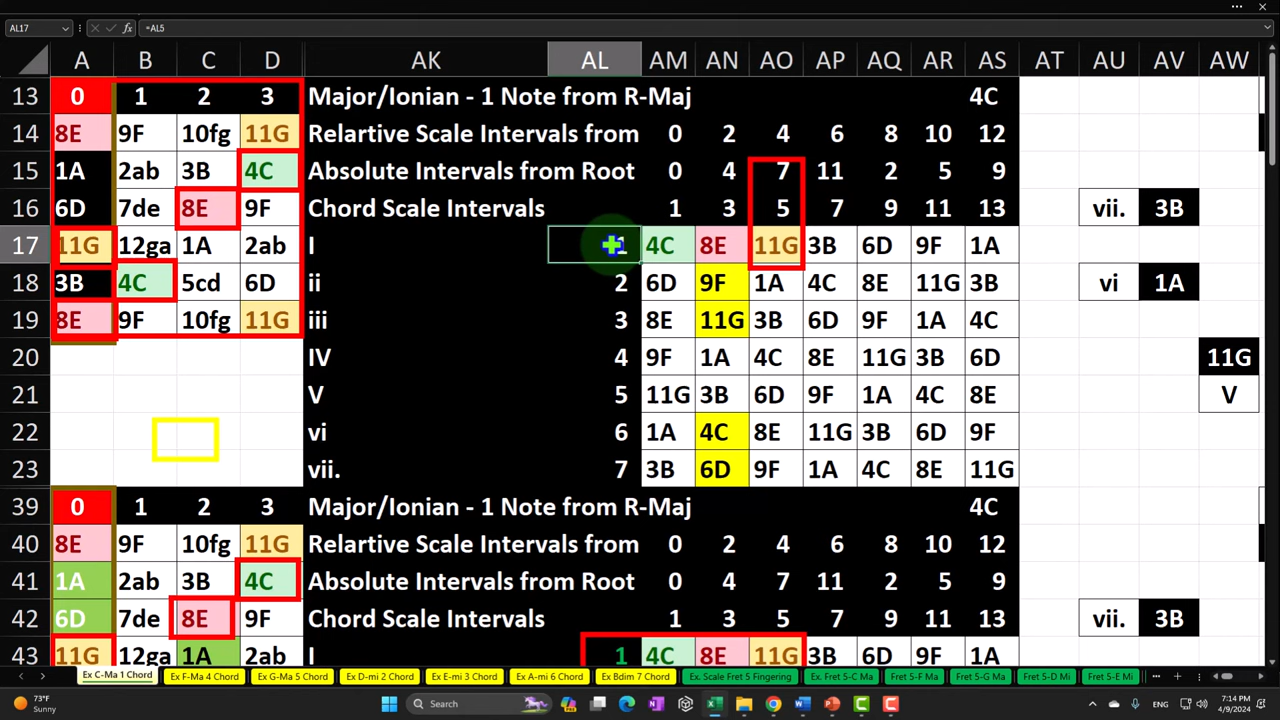 AL17 fx =AL5
A B C D AK AL AM AN AO AP AQ AR AS AT AU AV AW
13 0 1 2 3 Major/Ionian - 1 Note from R-Maj 4C
14 8E 9F 10fg 11G Relartive Scale Intervals from 0 2 4 6 8 10 12
15 1A 2ab 3B 4C Absolute Intervals from Root 0 4 7 11 2 5 9
16 6D 7de 8E 9F Chord Scale Intervals 1 3 5 7 9 11 13 vii. 3B
17 11G 12ga 1A 2ab I 1 4C 8E 11G 3B 6D 9F 1A
18 3B 4C 5cd 6D ii 2 6D 9F 1A 4C 8E 11G 3B vi 1A
19 8E 9F 10fg 11G iii 3 8E 11G 3B 6D 9F 1A 4C
20 IV 4 9F 1A 4C 8E 11G 3B 6D 11G
21 V 5 11G 3B 6D 9F 1A 4C 8E V
22 vi 6 1A 4C 8E 11G 3B 6D 9F
23 vii. 7 3B 6D 9F 1A 4C 8E 11G
39 0 1 2 3 Major/Ionian - 1 Note from R-Maj 4C
40 8E 9F 10fg 11G Relartive Scale Intervals from 0 2 4 6 8 10 12
41 1A 2ab 3B 4C Absolute Intervals from Root 0 4 7 11 2 5 9
42 6D 7de 8E 9F Chord Scale Intervals 1 3 5 7 9 11 13 vii. 3B
43 11G 12ga 1A 2ab I 1 4C 8E 11G 3B 6D 9F 1A
Ex C-Ma 1 Chord Ex F-Ma 4 Chord Ex G-Ma 5 Chord Ex D-mi 2 Chord Ex E-mi 3 Chord Ex A-mi 6 Chord Ex Bdim 7 Chord Ex. Scale Fret 5 Fingering Ex. Fret 5-C Ma Fret 5-F Ma Fret 5-G Ma Fret 5-D Mi Fret 5-E Mi
73°F Sunny Search 7:14 PM 4/9/2024